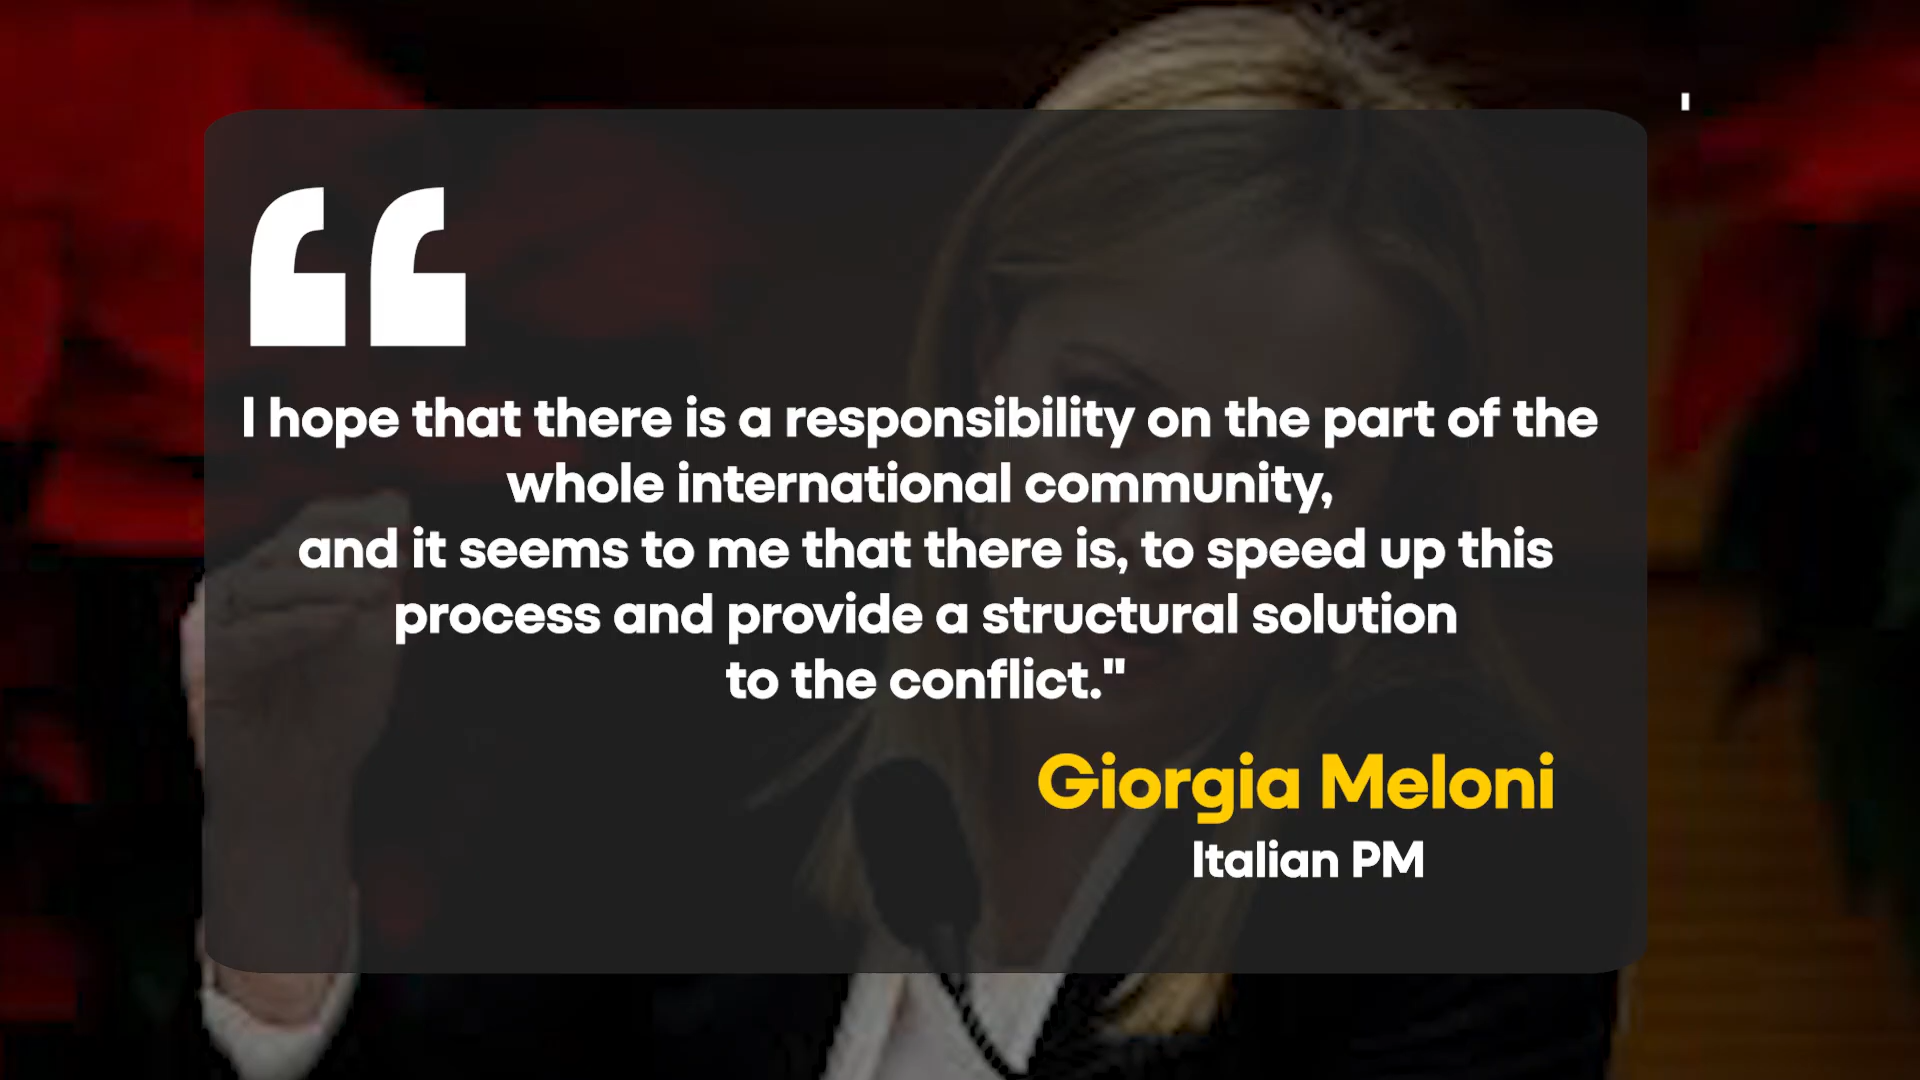 “
I hope that there is a responsibility on the part of the
whole international community,
and it seems to me that there is, to speed up this
process and provide a structural solution
to the conflict."
Giorgia Meloni
Italian PM